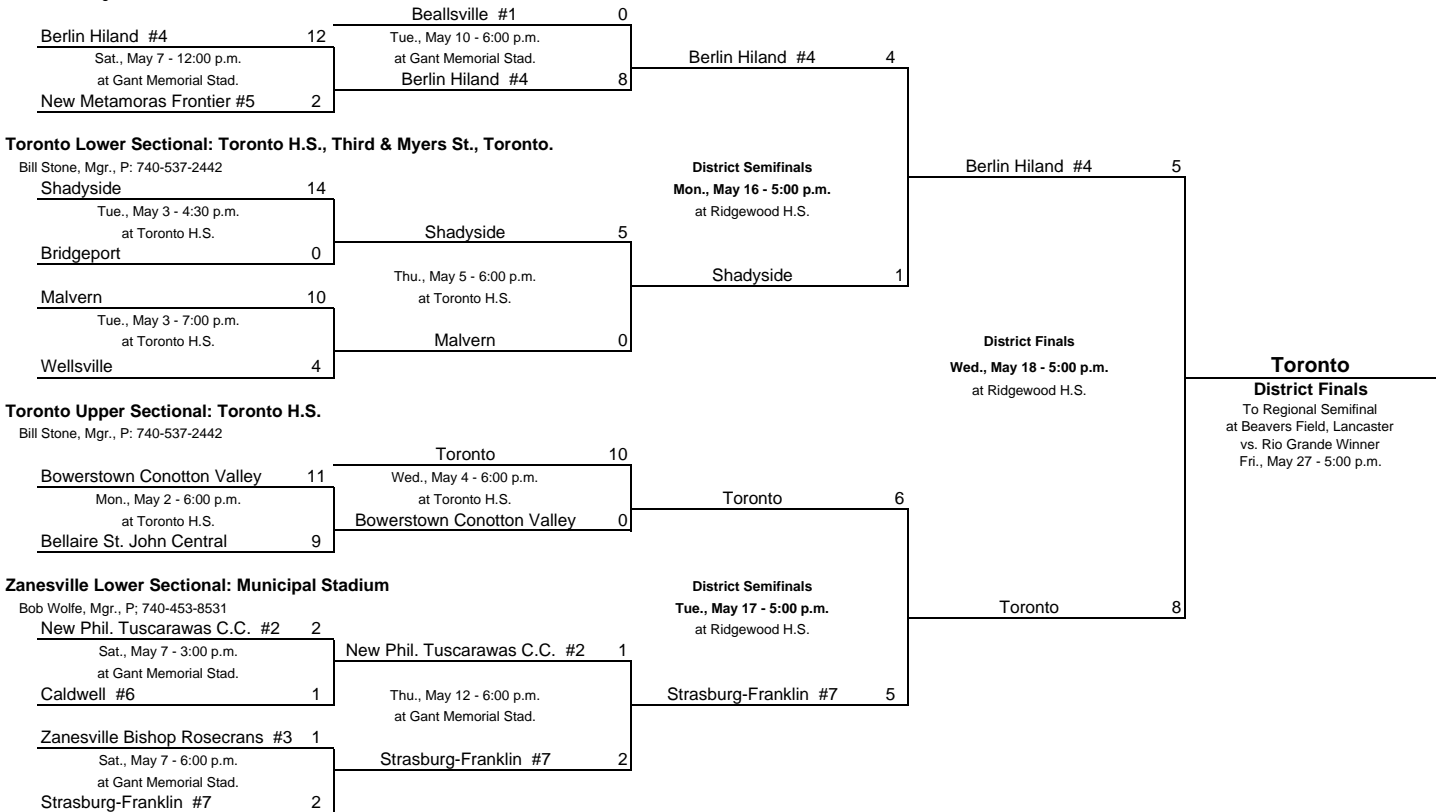 Beallsville #1 0
Berlin Hiland #4 12
Tue., May 10 - 6:00 p.m.
Sat., May 7 - 12:00 p.m.
at Gant Memorial Stad.
Berlin Hiland #4 4
at Gant Memorial Stad.
Berlin Hiland #4 8
New Metamoras Frontier #5 2
Toronto Lower Sectional: Toronto H.S., Third & Myers St., Toronto.
Bill Stone, Mgr., P: 740-537-2442
District Semifinals
Berlin Hiland #4 5
Shadyside 14
Mon., May 16 - 5:00 p.m.
Tue., May 3 - 4:30 p.m.
at Ridgewood H.S.
at Toronto H.S.
Shadyside 5
Bridgeport 0
Thu., May 5 - 6:00 p.m.
Shadyside 1
Malvern 10
at Toronto H.S.
Tue., May 3 - 7:00 p.m.
at Toronto H.S.
Malvern 0
District Finals
Wellsville 4
Wed., May 18 - 5:00 p.m.
Toronto
at Ridgewood H.S.
District Finals
Toronto Upper Sectional: Toronto H.S.
To Regional Semifinal
Bill Stone, Mgr., P: 740-537-2442
at Beavers Field, Lancaster
vs. Rio Grande Winner
Toronto 10
Fri., May 27 - 5:00 p.m.
Bowerstown Conotton Valley 11
Wed., May 4 - 6:00 p.m.
Mon., May 2 - 6:00 p.m.
at Toronto H.S.
Toronto 6
at Toronto H.S.
Bowerstown Conotton Valley 0
Bellaire St. John Central 9
Zanesville Lower Sectional: Municipal Stadium
District Semifinals
Bob Wolfe, Mgr., P; 740-453-8531
Tue., May 17 - 5:00 p.m.
Toronto 8
New Phil. Tuscarawas C.C. #2 2
at Ridgewood H.S.
Sat., May 7 - 3:00 p.m.
New Phil. Tuscarawas C.C. #2 1
at Gant Memorial Stad.
Caldwell #6 1
Thu., May 12 - 6:00 p.m.
Strasburg-Franklin #7 5
at Gant Memorial Stad.
Zanesville Bishop Rosecrans #3 1
Sat., May 7 - 6:00 p.m.
Strasburg-Franklin #7 2
at Gant Memorial Stad.
Strasburg-Franklin #7 2